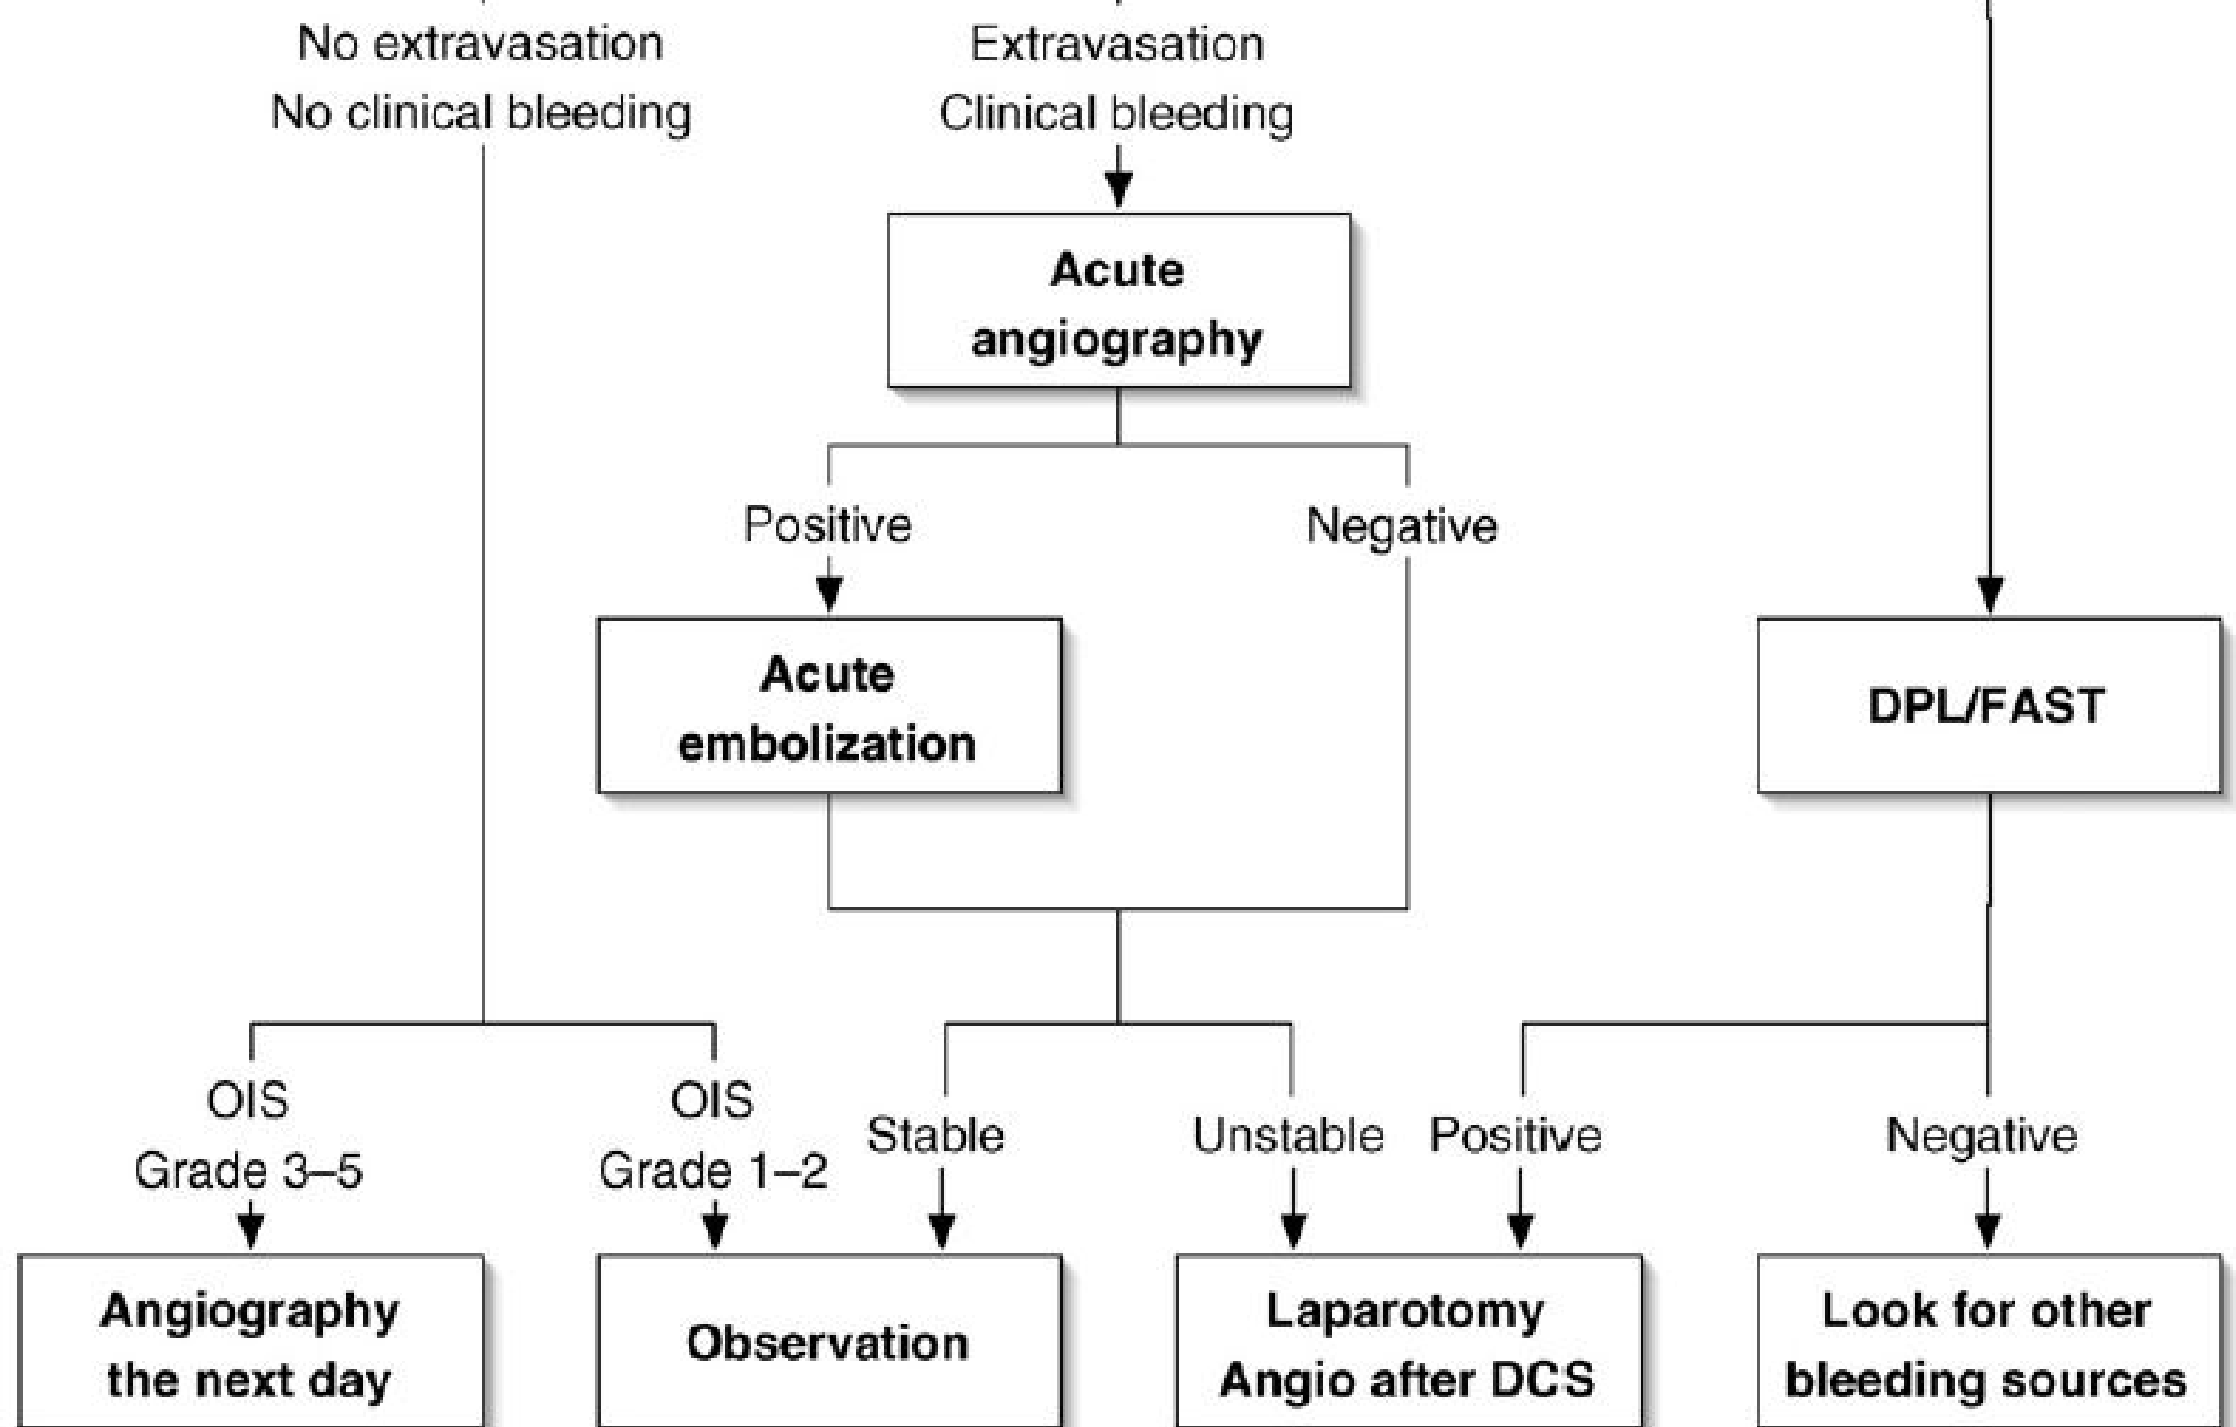 No extravasation
No clinical bleeding
Extravasation
Clinical bleeding
Acute
angiography
Positive
Negative
Acute
embolization
DPL/FAST
OIS
Grade 3–5
OIS
Grade 1–2
Stable
Unstable
Positive
Negative
Angiography
the next day
Observation
Laparotomy
Angio after DCS
Look for other
bleeding sources